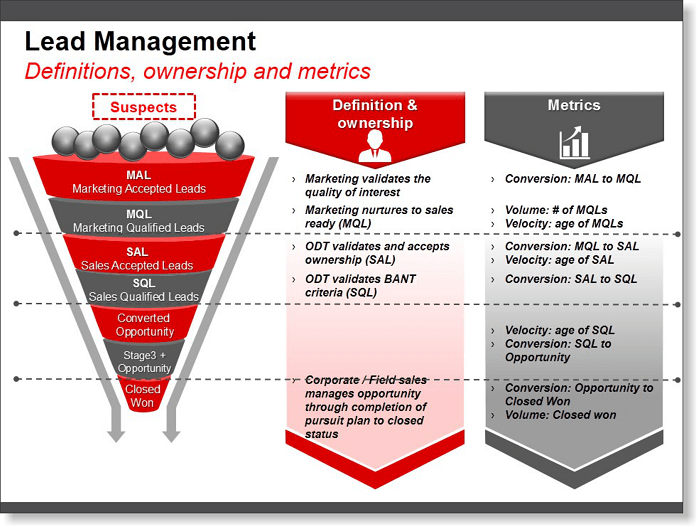 Lead Management
Definitions, ownership and metrics
Suspects
MAL
Marketing Accepted Leads
MQL
Marketing Qualified Leads
SAL
Sales Accepted Leads
SQL
Sales Qualified Leads
Converted
Opportunity
Stage3 +
Opportunity
Closed
Won
Definition &
ownership
› Marketing validates the
quality of interest
› Marketing nurtures to sales
ready (MQL)
› ODT validates and accepts
ownership (SAL)
› ODT validates BANT
criteria (SQL)
› Corporate / Field sales
manages opportunity
through completion of
pursuit plan to closed
status
Metrics
› Conversion: MAL to MQL
› Volume: # of MQLs
› Velocity: age of MQLs
› Conversion: MQL to SAL
› Velocity: age of SAL
› Conversion: SAL to SQL
› Velocity: age of SQL
› Conversion: SQL to
Opportunity
› Conversion: Opportunity to
Closed Won
› Volume: Closed won